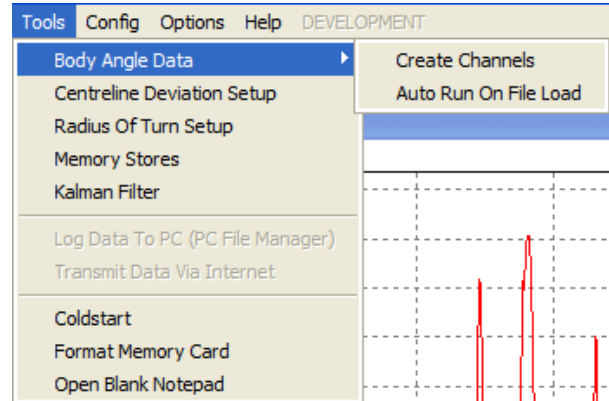 Tools Config Options Help DEVELOPMENT
Body Angle Data Create Channels
Centreline Deviation Setup Auto Run On File Load
Radius Of Turn Setup
Memory Stores
Kalman Filter
Log Data To PC (PC File Manager)
Transmit Data Via Internet
Coldstart
Format Memory Card
Open Blank Notepad